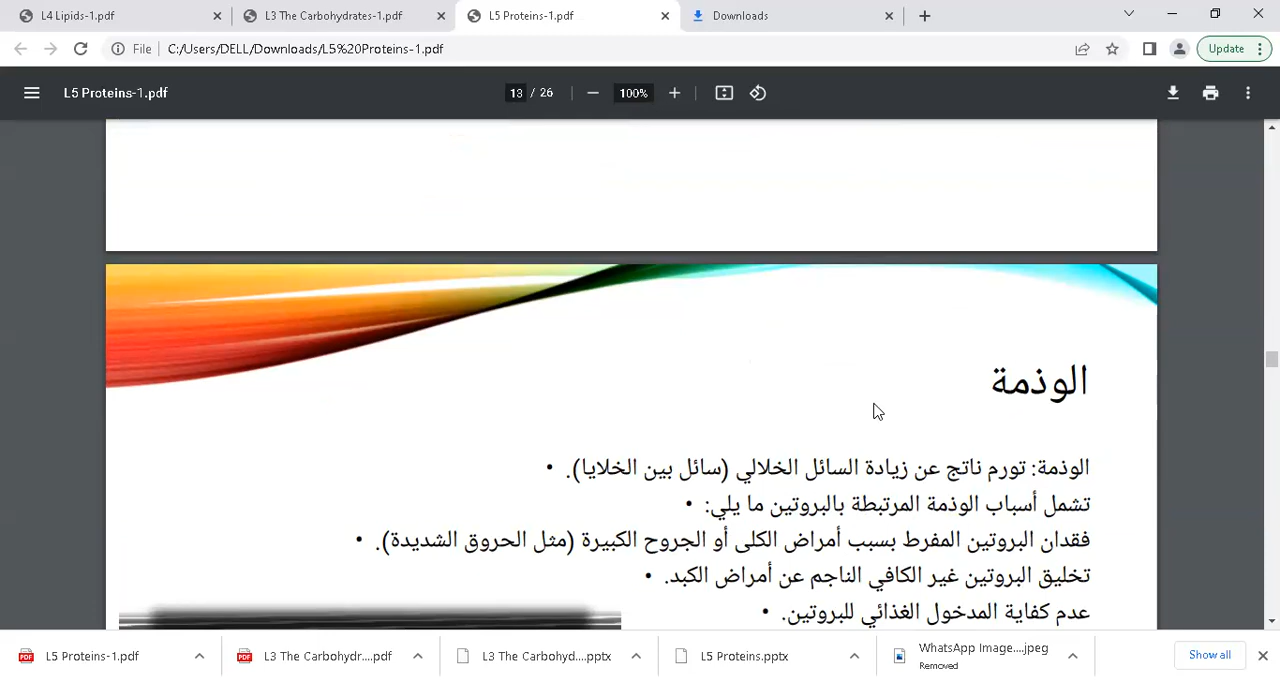 L4 Lipids-1.pdf
L3 The Carbohydrates-1.pdf
L5 Proteins-1.pdf
Downloads
File
C:/Users/DELL/Downloads/L5%20Proteins-1.pdf
Update
L5 Proteins-1.pdf
13 / 26
100%
الوذمة
• الوذمة: تورم ناتج عن زيادة السائل الخلالي (سائل بين الخلايا).
• تشمل أسباب الوذمة المرتبطة بالبروتين ما يلي:
• فقدان البروتين المفرط بسبب أمراض الكلى أو الجروح الكبيرة (مثل الحروق الشديدة).
• تخليق البروتين غير الكافي الناجم عن أمراض الكبد.
• عدم كفاية المدخول الغذائي للبروتين.
L5 Proteins-1.pdf
L3 The Carbohydr....pdf
L3 The Carbohyd....pptx
L5 Proteins.pptx
WhatsApp Image....jpeg
Removed
Show all